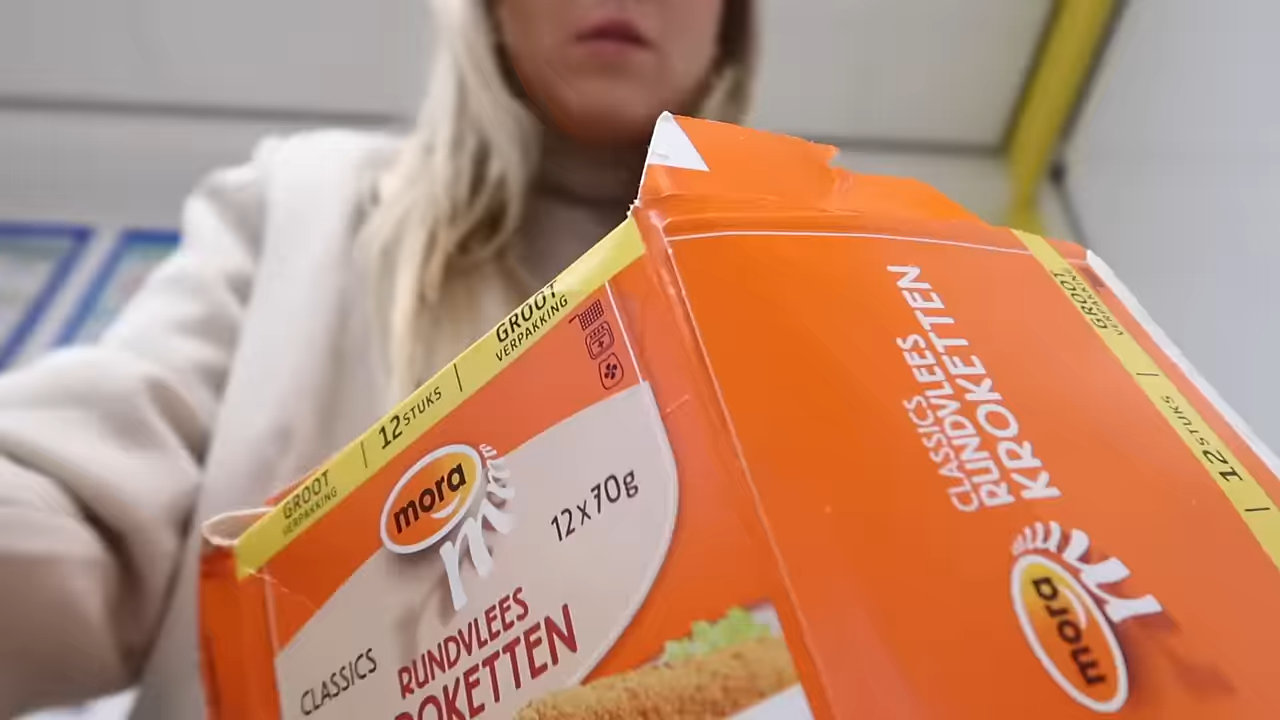 GROOT
VERPAKKING
12 STUKS
GROOT
VERPAKKING
mora
m
12x70g
CLASSICS
RUNDVLEES
ROKETTEN
CLASSICS
RUNDVLEES
KROKETTEN
mora
m
GROOT
VERPAKKING
12 STUKS